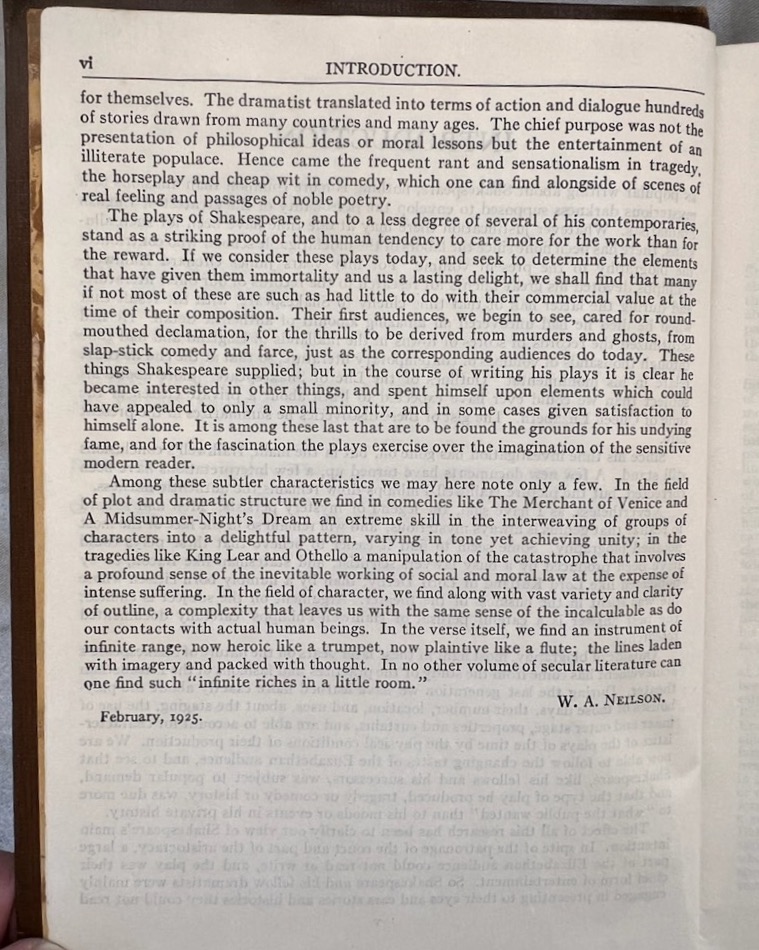 vi
INTRODUCTION.
for themselves. The dramatist translated into terms of action and dialogue hundreds
of stories drawn from many countries and many ages. The chief purpose was not the
presentation of philosophical ideas or moral lessons but the entertainment of an
illiterate populace. Hence came the frequent rant and sensationalism in tragedy,
the horseplay and cheap wit in comedy, which one can find alongside of scenes of
real feeling and passages of noble poetry.
The plays of Shakespeare, and to a less degree of several of his contemporaries,
stand as a striking proof of the human tendency to care more for the work than for
the reward. If we consider these plays today, and seek to determine the elements
that have given them immortality and us a lasting delight, we shall find that many
if not most of these are such as had little to do with their commercial value at the
time of their composition. Their first audiences, we begin to see, cared for round-
mouthed declamation, for the thrills to be derived from murders and ghosts, from
slap-stick comedy and farce, just as the corresponding audiences do today. These
things Shakespeare supplied; but in the course of writing his plays it is clear he
became interested in other things, and spent himself upon elements which could
have appealed to only a small minority, and in some cases given satisfaction to
himself alone. It is among these last that are to be found the grounds for his undying
fame, and for the fascination the plays exercise over the imagination of the sensitive
modern reader.
Among these subtler characteristics we may here note only a few. In the field
of plot and dramatic structure we find in comedies like The Merchant of Venice and
A Midsummer-Night's Dream an extreme skill in the interweaving of groups of
characters into a delightful pattern, varying in tone yet achieving unity; in the
tragedies like King Lear and Othello a manipulation of the catastrophe that involves
a profound sense of the inevitable working of social and moral law at the expense of
intense suffering. In the field of character, we find along with vast variety and clarity
of outline, a complexity that leaves us with the same sense of the incalculable as do
our contacts with actual human beings. In the verse itself, we find an instrument of
infinite range, now heroic like a trumpet, now plaintive like a flute; the lines laden
with imagery and packed with thought. In no other volume of secular literature can
one find such "infinite riches in a little room."
W. A. NEILSON.
February, 1925.